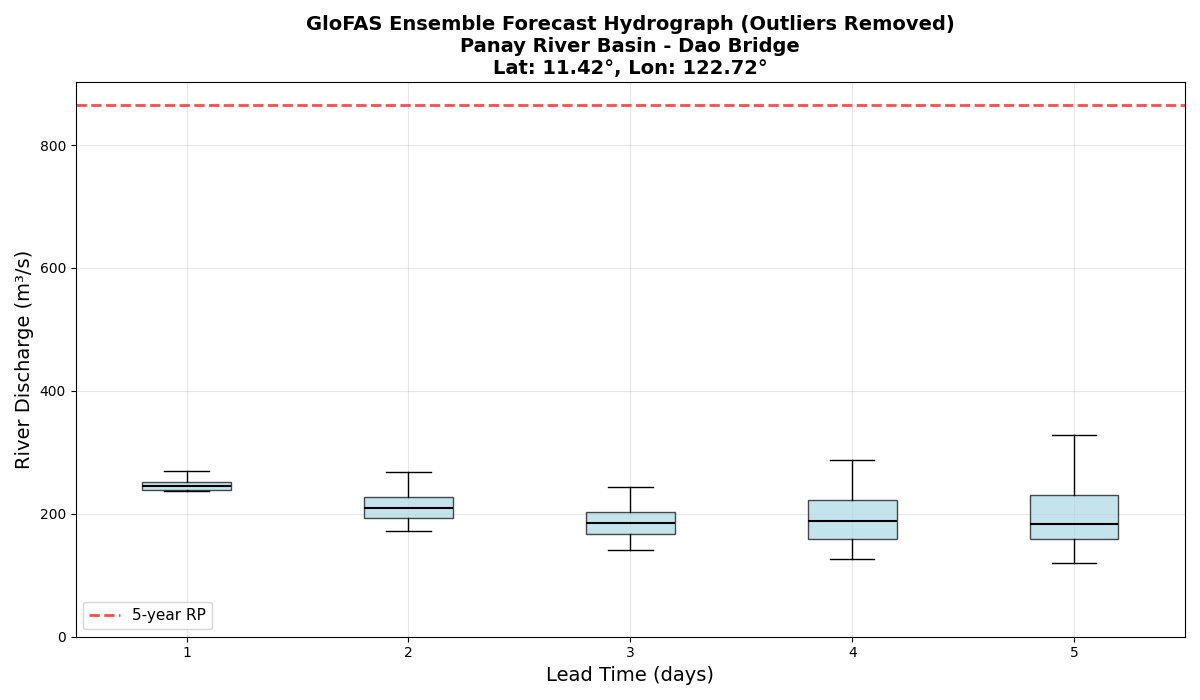 GloFAS Ensemble Forecast Hydrograph (Outliers Removed)
Panay River Basin - Dao Bridge
Lat: 11.42°, Lon: 122.72°
River Discharge (m³/s)
800
600
400
200
0
5-year RP
1 2 3 4 5
Lead Time (days)